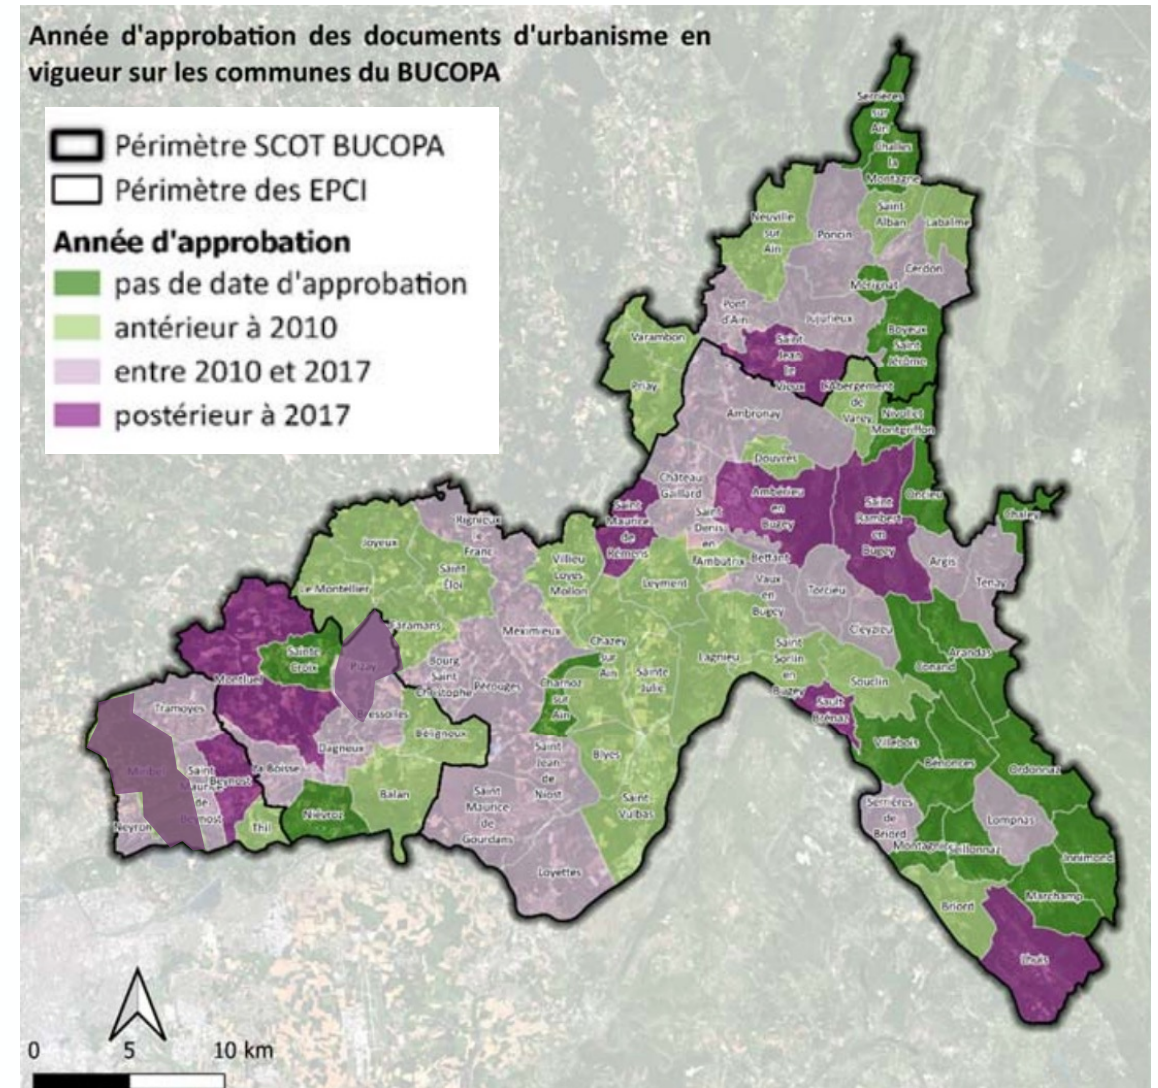 Année d'approbation des documents d'urbanisme en
vigueur sur les communes du BUCOPA
Périmètre SCOT BUCOPA
Périmètre des EPCI
Année d'approbation
pas de date d'approbation
antérieur à 2010
entre 2010 et 2017
postérieur à 2017
Serrières
sur
Ain
Challes
la
Montagne
Neuville
sur
Ain
Poncin
Saint
Alban
Labalme
Cerdon
Mérignat
Pont
d'Ain
Jujurieux
Boyeux
Saint
Jérôme
Varambon
Priay
Saint
Jean
le
Vieux
L'Abergement
de
Varey
Nivollet
Montgriffon
Ambronay
Douvres
Château
Gaillard
Ambérieu
en
Bugey
Saint
Rambert
en
Bugey
Oncieu
Chaley
Saint
Maurice
de
Rémens
Saint
Denis
en
Ambutrix
Bettant
Argis
Tenay
Rignieux
le
Franc
Joyeux
Saint
Éloi
Le Montellier
Villieu
Loyes
Mollon
Leyment
Vaux
en
Bugey
Torcieu
Cleyzieu
Faramans
Meximieux
Chazey
sur
Ain
Lagnieu
Saint
Sorlin
en
Bugey
Souclin
Conand
Arandas
Sainte
Croix
Pizay
Bourg
Saint
Christophe
Pérouges
Charnoz
sur
Ain
Sainte
Julie
Sault
Brénaz
Montluel
Tramoyes
Bressolles
Béligneux
Dagneux
La Boisse
Villebois
Bénonces
Ordonnaz
Miribel
Saint
Maurice
de
Beynost
Beynost
Balan
Saint
Jean
de
Niost
Blyes
Neyron
Thil
Niévroz
Saint
Maurice
de
Gourdans
Saint
Vulbas
Serrières
de
Briord
Lompnas
Montagnieu
Seillonnaz
Innimond
Loyettes
Briord
Marchamp
Lhuis
0 5 10 km